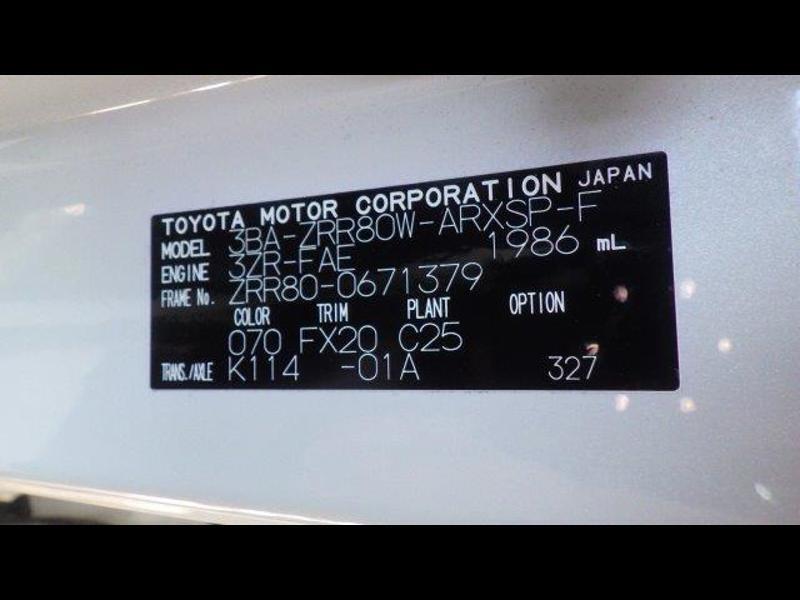 TOYOTA MOTOR CORPORATION JAPAN
MODEL 3BA-ZRR80W-ARXSP-F
ENGINE 3ZR-FAE 1986 mL
FRAME No. ZRR80-0671379
COLOR TRIM PLANT OPTION
070 FX20 C25
TRANS./AXLE K114 -01A 327